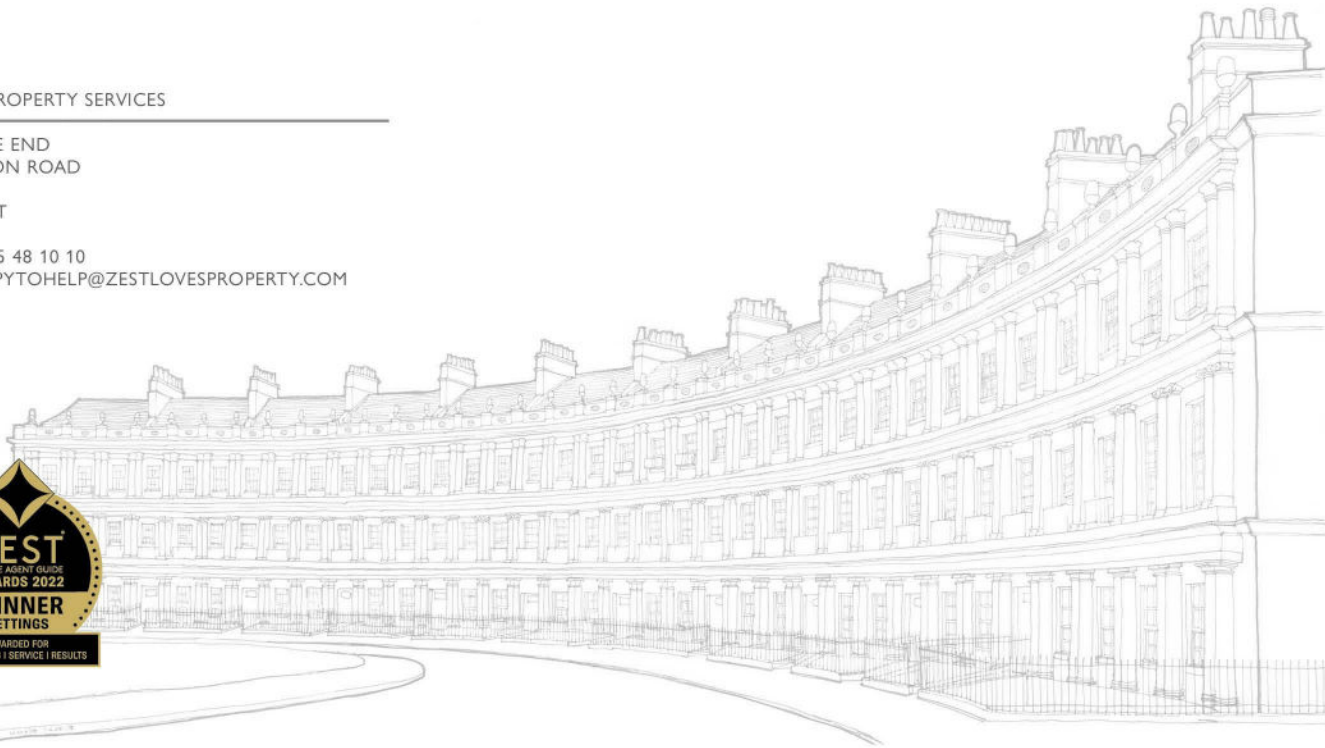 ROPERTY SERVICES
E END
ON ROAD
T
5 48 10 10
PYTOHELP@ZESTLOVESPROPERTY.COM
EST
E AGENT GUIDE
ARDS 2022
INNER
ETTINGS
ARDED FOR
I SERVICE I RESULTS